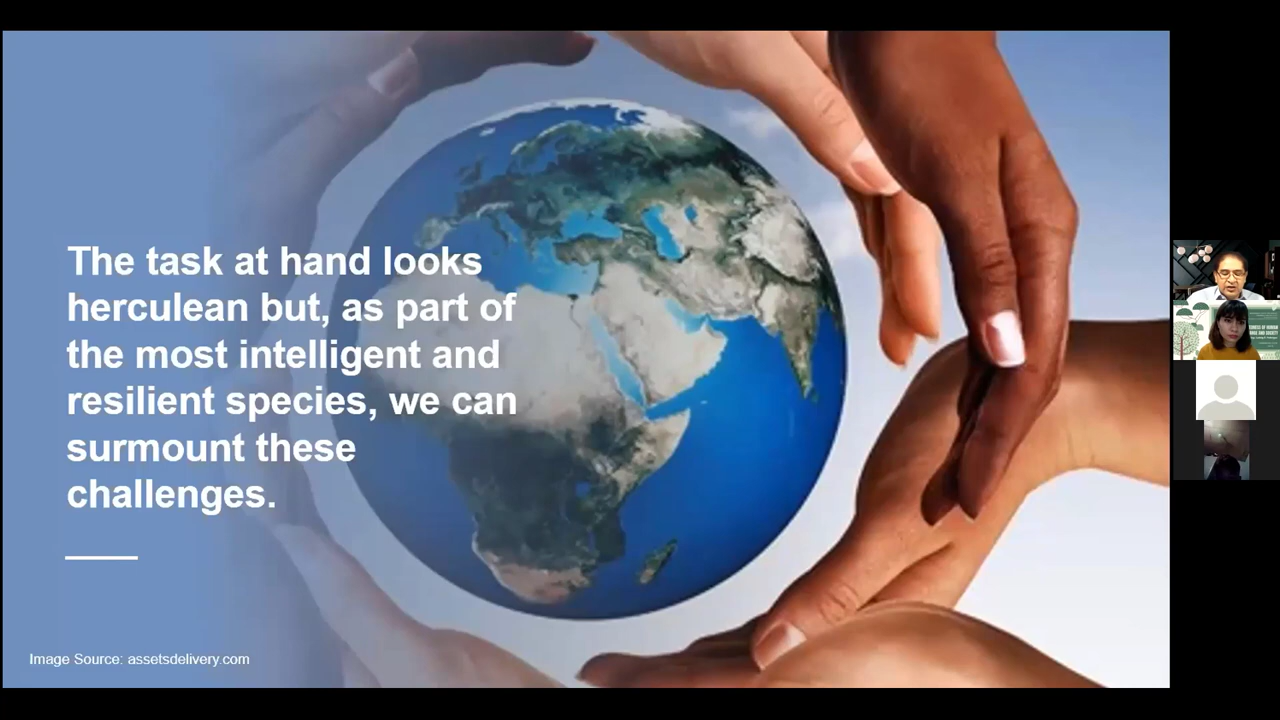 The task at hand looks
herculean but, as part of
the most intelligent and
resilient species, we can
surmount these
challenges.
Image Source: assetsdelivery.com